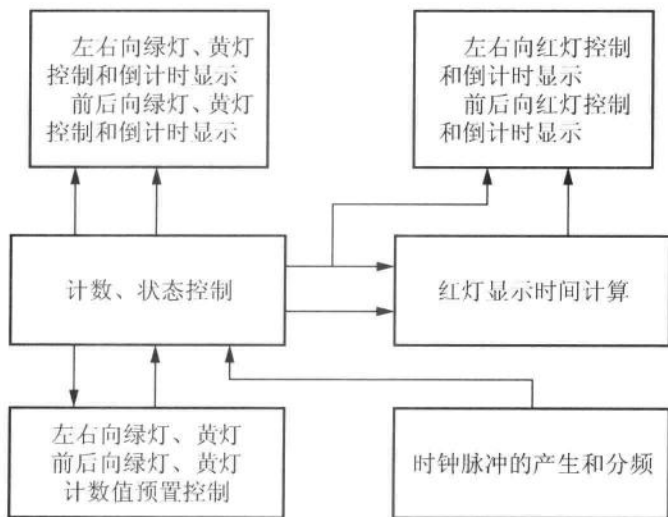 左右向绿灯、黄灯
控制和倒计时显示
前后向绿灯、黄灯
控制和倒计时显示
左右向红灯控制
和倒计时显示
前后向红灯控制
和倒计时显示
计数、状态控制
红灯显示时间计算
左右向绿灯、黄灯
前后向绿灯、黄灯
计数值预置控制
时钟脉冲的产生和分频